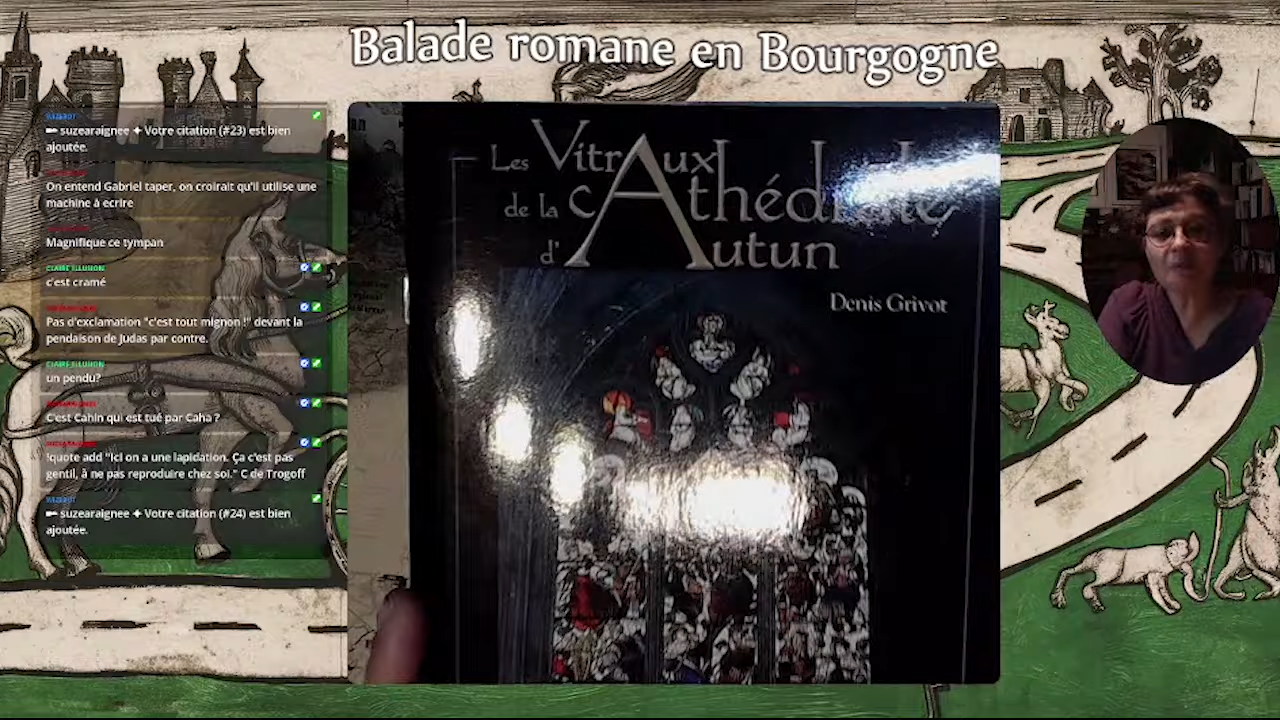 Balade romane en Bourgogne
suzearaignee ✦ Votre citation (#23) est bien
ajoutée.
On entend Gabriel taper, on croirait qu'il utilise une
machine à ecrire
Magnifique ce tympan
c'est cramé
Pas d'exclamation "c'est tout mignon !" devant la
pendaison de Judas par contre.
un pendu?
C'est Cahin qui est tué par Caha ?
!quote add "Ici on a une lapidation. Ça c'est pas
gentil, à ne pas reproduire chez soi." C de Trogoff
suzearaignee ✦ Votre citation (#24) est bien
ajoutée.
Les VitrAux
de la cAthédrale
d'Autun
Denis Grivot